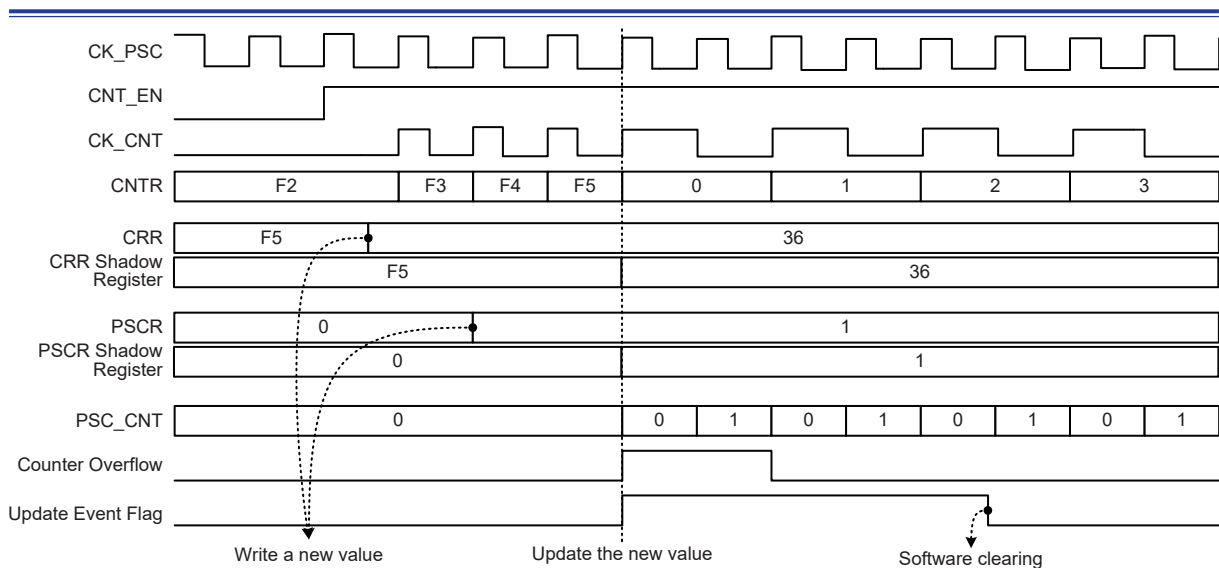 CK_PSC
CNT_EN
CK_CNT
CNTR F2 F3 F4 F5 0 1 2 3
CRR F5 36
CRR Shadow
Register F5 36
PSCR 0 1
PSCR Shadow
Register 0 1
PSC_CNT 0 0 1 0 1 0 1 0 1
Counter Overflow
Update Event Flag
Write a new value Update the new value Software clearing